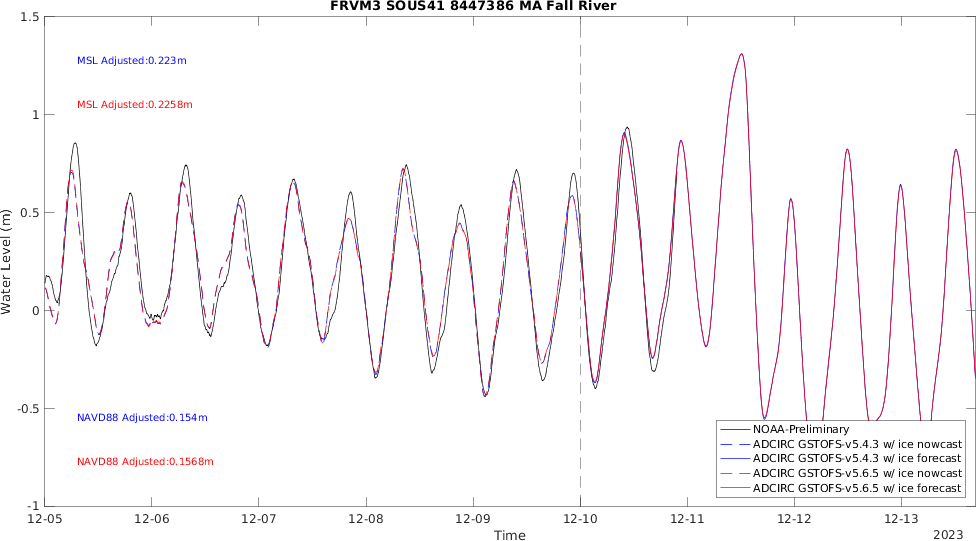 FRVM3 SOUS41 8447386 MA Fall River
1.5
1
0.5
0
-0.5
-1
Water Level (m)
MSL Adjusted:0.223m
MSL Adjusted:0.2258m
NAVD88 Adjusted:0.154m
NAVD88 Adjusted:0.1568m
NOAA-Preliminary
ADCIRC GSTOFS-v5.4.3 w/ ice nowcast
ADCIRC GSTOFS-v5.4.3 w/ ice forecast
ADCIRC GSTOFS-v5.6.5 w/ ice nowcast
ADCIRC GSTOFS-v5.6.5 w/ ice forecast
12-05 12-06 12-07 12-08 12-09 12-10 12-11 12-12 12-13
Time
2023